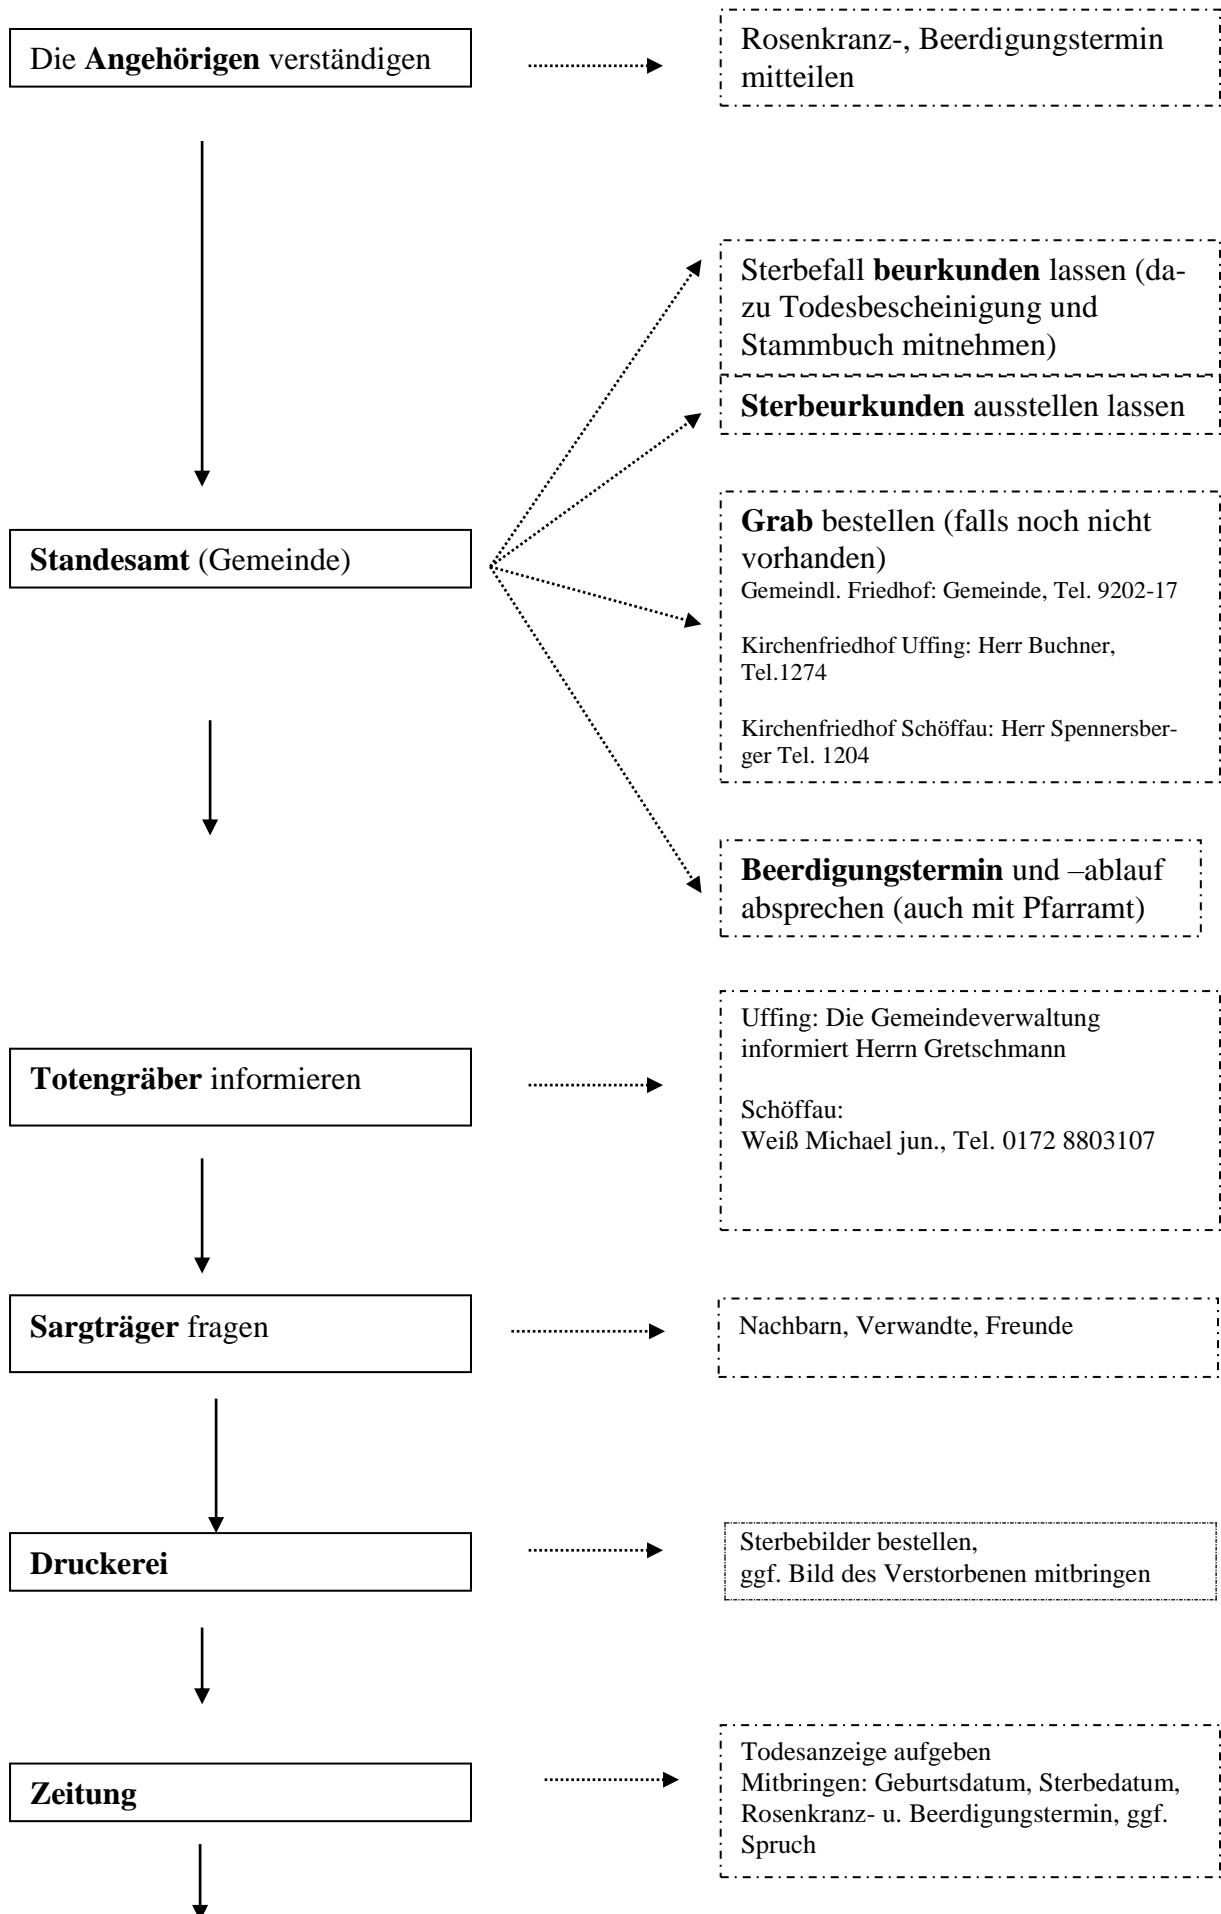 Die Angehörigen verständigen
Rosenkranz-, Beerdigungstermin
mitteilen
Sterbefall beurkunden lassen (da-
zu Todesbescheinigung und
Stammbuch mitnehmen)
Sterbeurkunden ausstellen lassen
Standesamt (Gemeinde)
Grab bestellen (falls noch nicht
vorhanden)
Gemeindl. Friedhof: Gemeinde, Tel. 9202-17
Kirchenfriedhof Uffing: Herr Buchner,
Tel.1274
Kirchenfriedhof Schöffau: Herr Spennersber-
ger Tel. 1204
Beerdigungstermin und –ablauf
absprechen (auch mit Pfarramt)
Totengräber informieren
Uffing: Die Gemeindeverwaltung
informiert Herrn Gretschmann
Schöffau:
Weiß Michael jun., Tel. 0172 8803107
Sargträger fragen
Nachbarn, Verwandte, Freunde
Druckerei
Sterbebilder bestellen,
ggf. Bild des Verstorbenen mitbringen
Zeitung
Todesanzeige aufgeben
Mitbringen: Geburtsdatum, Sterbedatum,
Rosenkranz- u. Beerdigungstermin, ggf.
Spruch